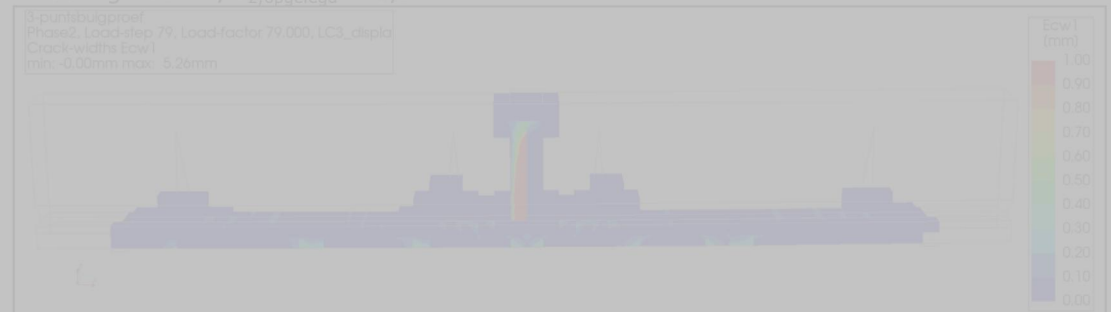 3-puntsbuigproef
Phase2, Load-step 79, Load-factor 79.000, LC3_displa
Crack-widths Ecw1
min: -0.00mm max: 5.26mm
Ecw1
(mm)
1.00
0.90
0.80
0.70
0.60
0.50
0.40
0.30
0.20
0.10
0.00